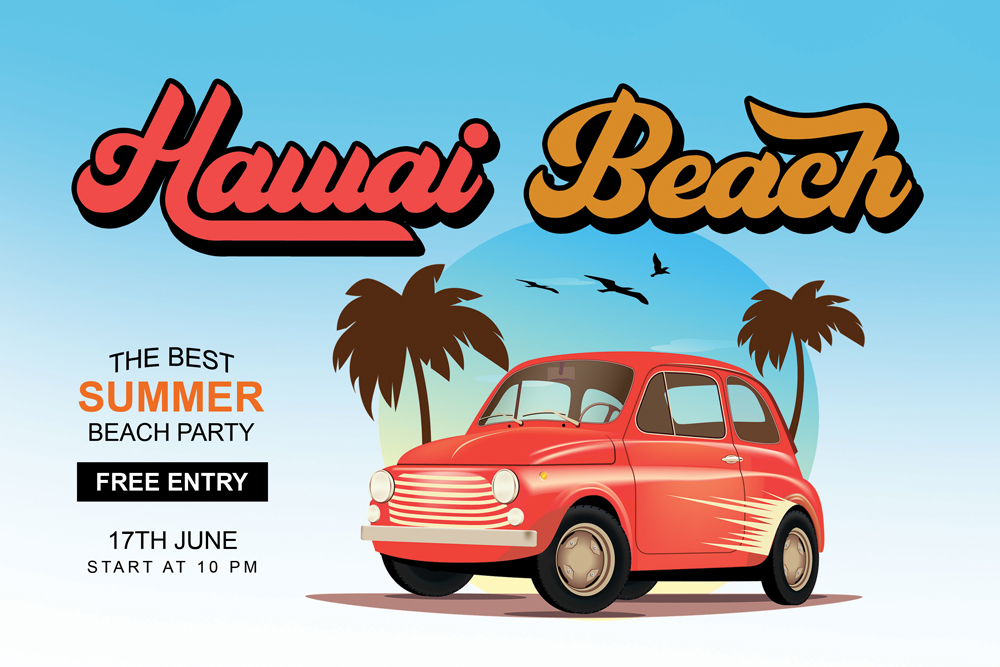 Hawai Beach
THE BEST
SUMMER
BEACH PARTY
FREE ENTRY
17TH JUNE
START AT 10 PM